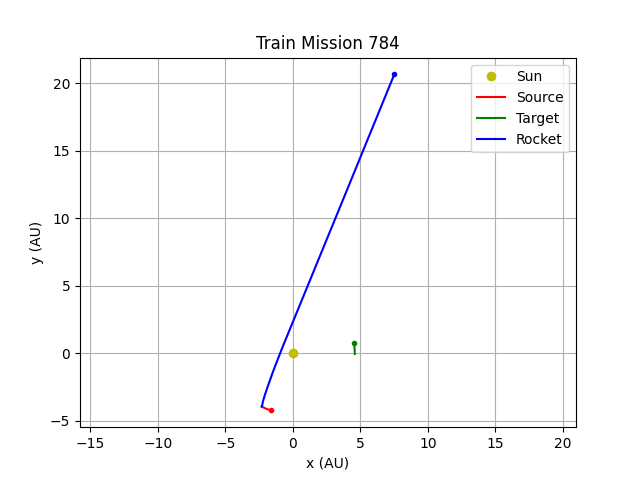 Train Mission 784
Sun
Source
Target
Rocket
20
15
10
5
0
−5
y (AU)
−15 −10 −5 0 5 10 15 20
x (AU)